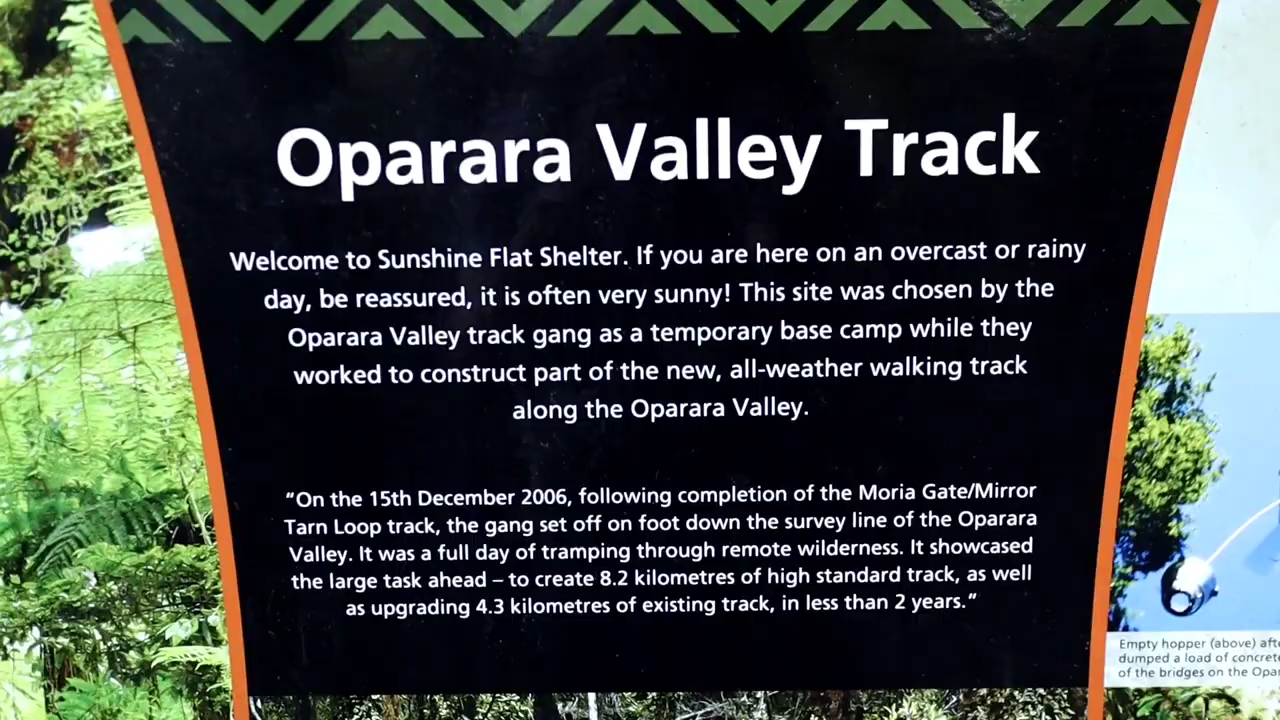 Oparara Valley Track
Welcome to Sunshine Flat Shelter. If you are here on an overcast or rainy
day, be reassured, it is often very sunny! This site was chosen by the
Oparara Valley track gang as a temporary base camp while they
worked to construct part of the new, all-weather walking track
along the Oparara Valley.
“On the 15th December 2006, following completion of the Moria Gate/Mirror
Tarn Loop track, the gang set off on foot down the survey line of the Oparara
Valley. It was a full day of tramping through remote wilderness. It showcased
the large task ahead – to create 8.2 kilometres of high standard track, as well
as upgrading 4.3 kilometres of existing track, in less than 2 years.”
Empty hopper (above)
dumped a load of
of the bridges on the